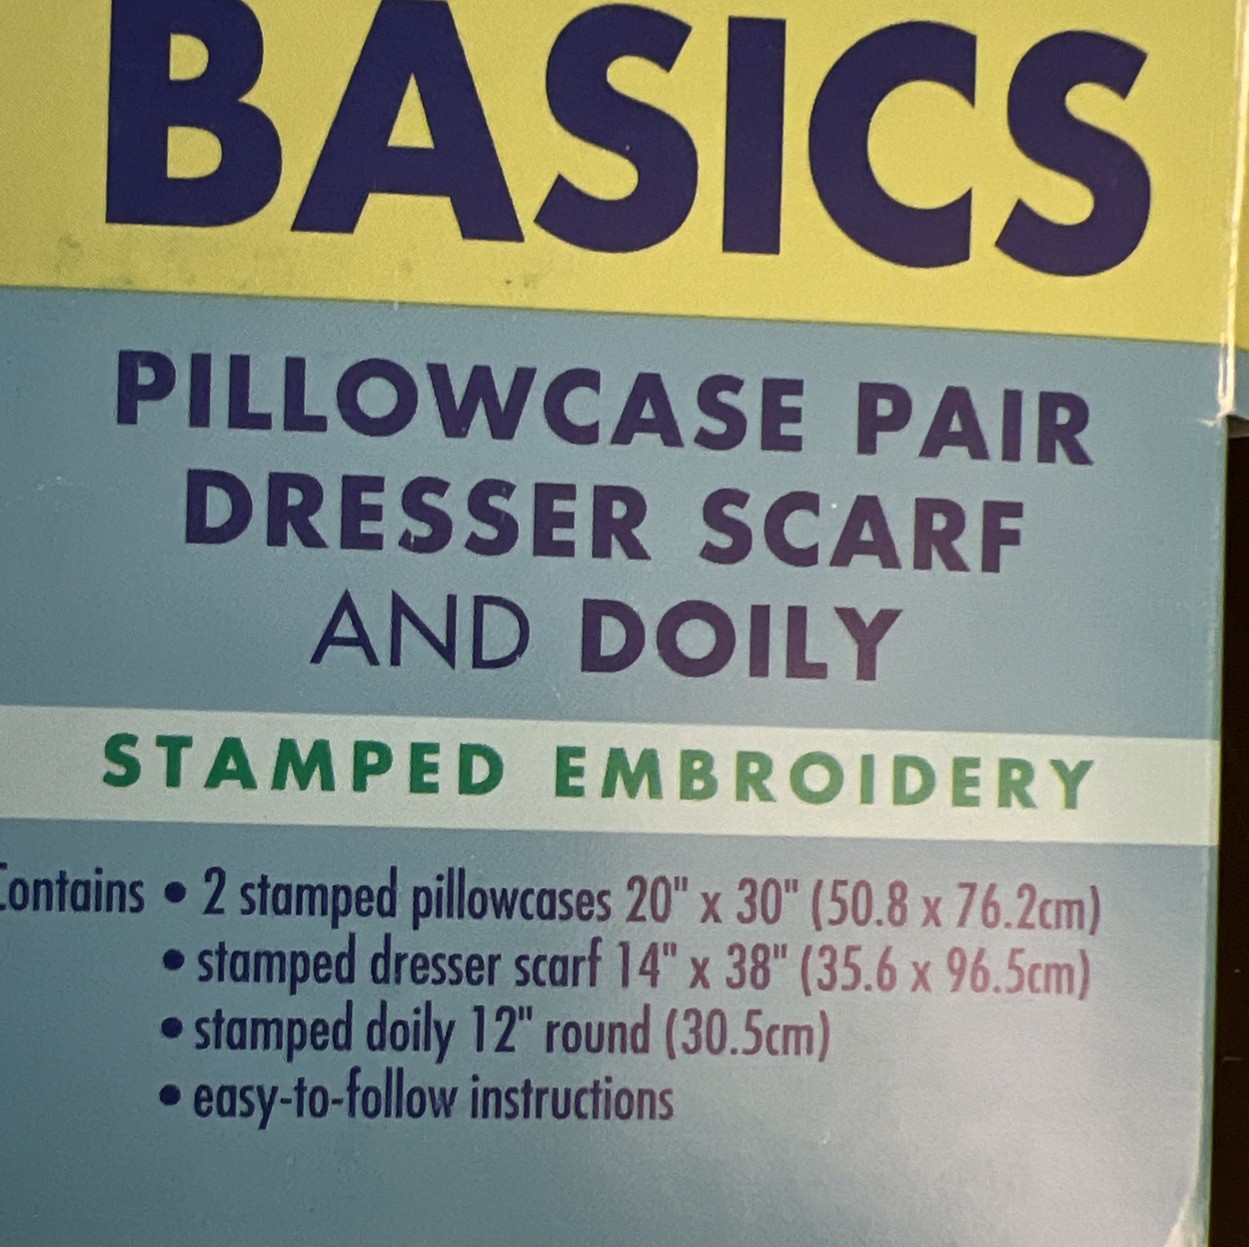 BASICS
PILLOWCASE PAIR
DRESSER SCARF
AND DOILY
STAMPED EMBROIDERY
Contains • 2 stamped pillowcases 20" x 30" (50.8 x 76.2cm)
• stamped dresser scarf 14" x 38" (35.6 x 96.5cm)
• stamped doily 12" round (30.5cm)
• easy-to-follow instructions